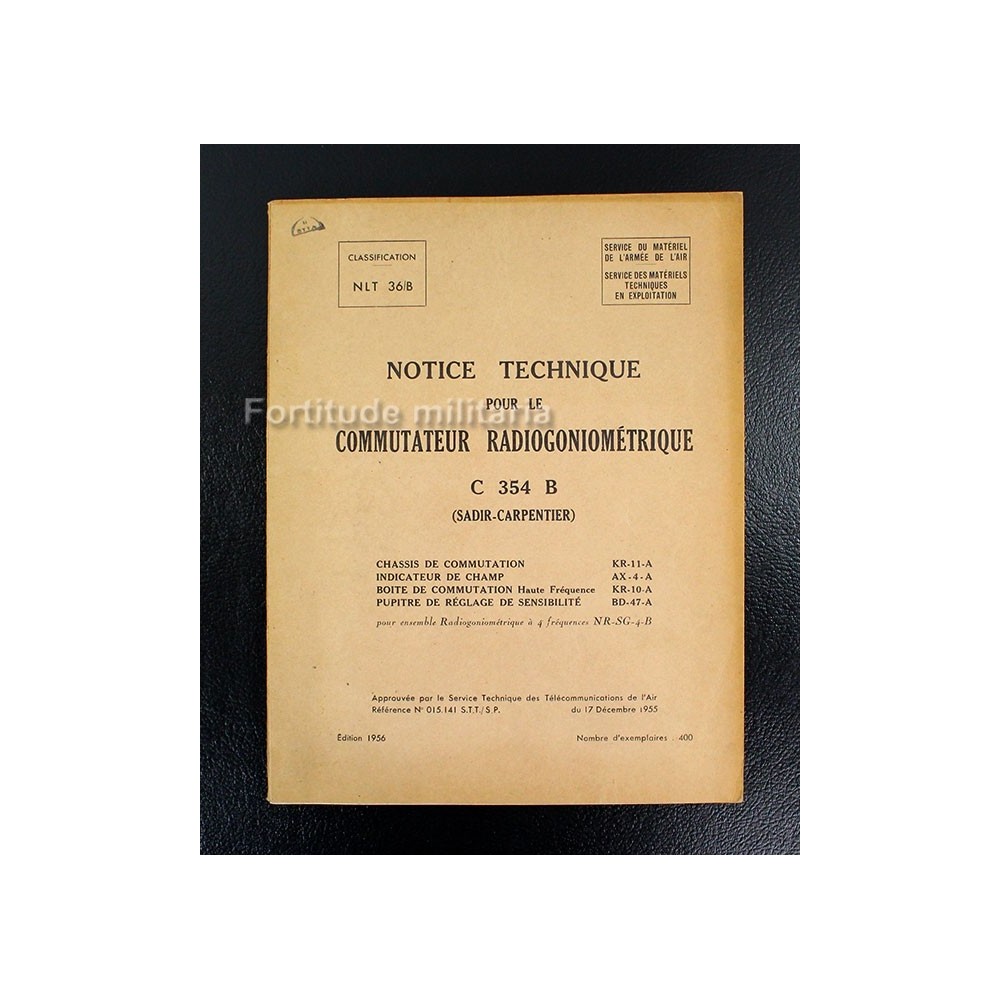 CLASSIFICATION
NLT 36/B
SERVICE DU MATÉRIEL
DE L'ARMÉE DE L'AIR
SERVICE DES MATÉRIELS
TECHNIQUES
EN EXPLOITATION
NOTICE TECHNIQUE
POUR LE
Fortitude militaria
COMMUTATEUR RADIOGONIOMÉTRIQUE
C 354 B
(SADIR-CARPENTIER)
CHASSIS DE COMMUTATION KR-11-A
INDICATEUR DE CHAMP AX-4-A
BOITE DE COMMUTATION Haute Fréquence KR-10-A
PUPITRE DE RÉGLAGE DE SENSIBILITÉ BD-47-A
pour ensemble Radiogoniométrique à 4 fréquences NR-SG-4-B
Approuvée par le Service Technique des Télécommunications de l'Air
Référence N° 015.141 S.T.T./S.P. du 17 Décembre 1955
Édition 1956 Nombre d'exemplaires : 400